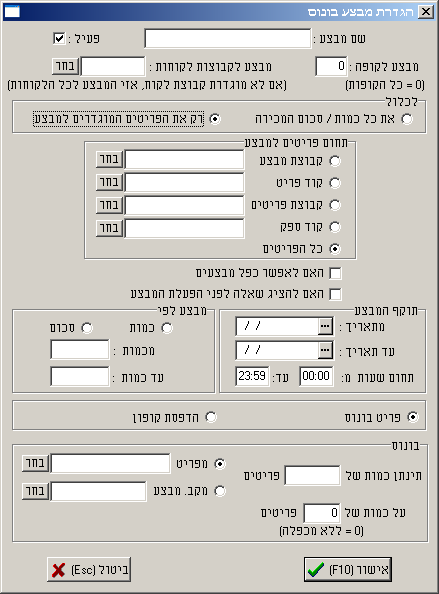 הגדרת מבצע בונוס
שם מבצע : פעיל :
מבצע לקופה : 0 מבצע לקבוצות לקוחות : בחר
(0 = כל הקופות) (אם לא מוגדרת קבוצת לקוח, אזי המבצע לכל הלקוחות)
לכלול
את כל כמות / סכום המכירה רק את הפריטים המוגדרים למבצע
תחום פריטים למבצע
קבוצת מבצע בחר
קוד פריט בחר
קבוצת פריטים בחר
קוד ספק בחר
כל הפריטים
האם לאפשר כפל מבצעים
האם להציג שאלה לפני הפעלת המבצע
תוקף המבצע
מתאריך : / / ...
עד תאריך : / / ...
תחום שעות מ: 00:00 עד: 23:59
מבצע לפי
כמות סכום
מכמות :
עד כמות :
פריט בונוס הדפסת קופון
בונוס
תינתן כמות של פריטים
על כמות של 0 פריטים
(0 = ללא מכפלה)
מפריט בחר
מקב. מבצע בחר
אישור (F10) ביטול (Esc)